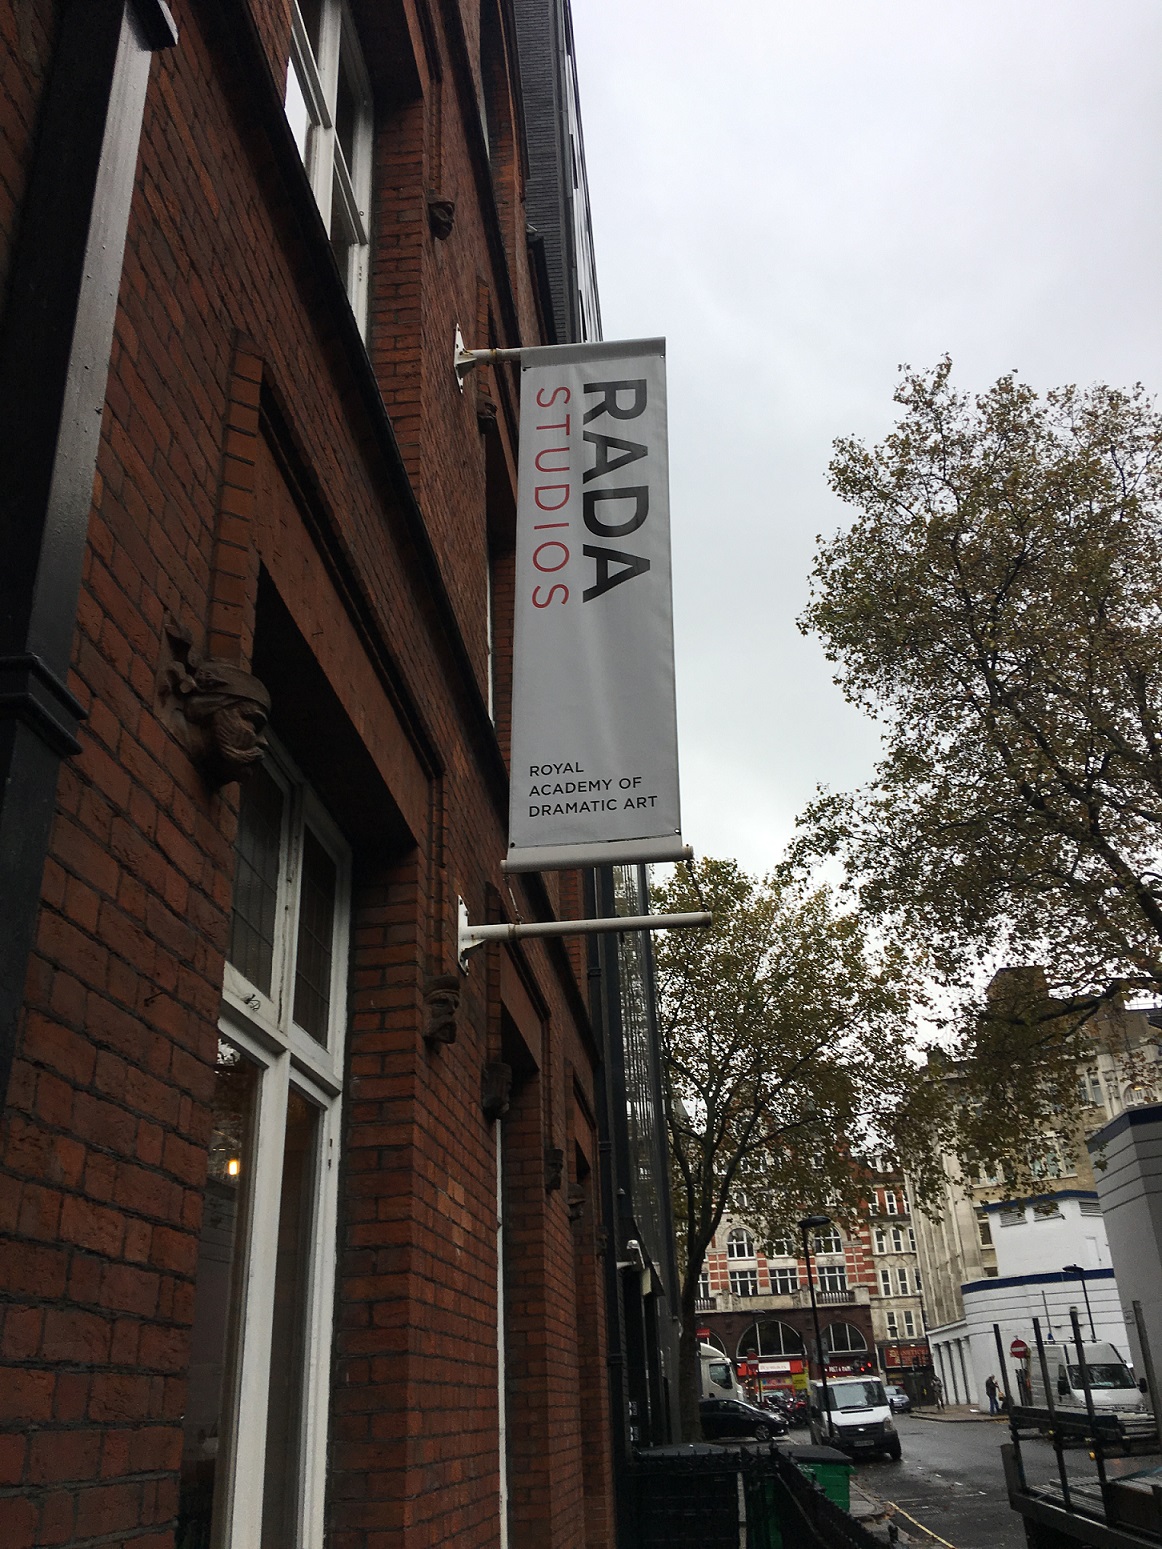 RADA
STUDIOS
ROYAL
ACADEMY OF
DRAMATIC ART